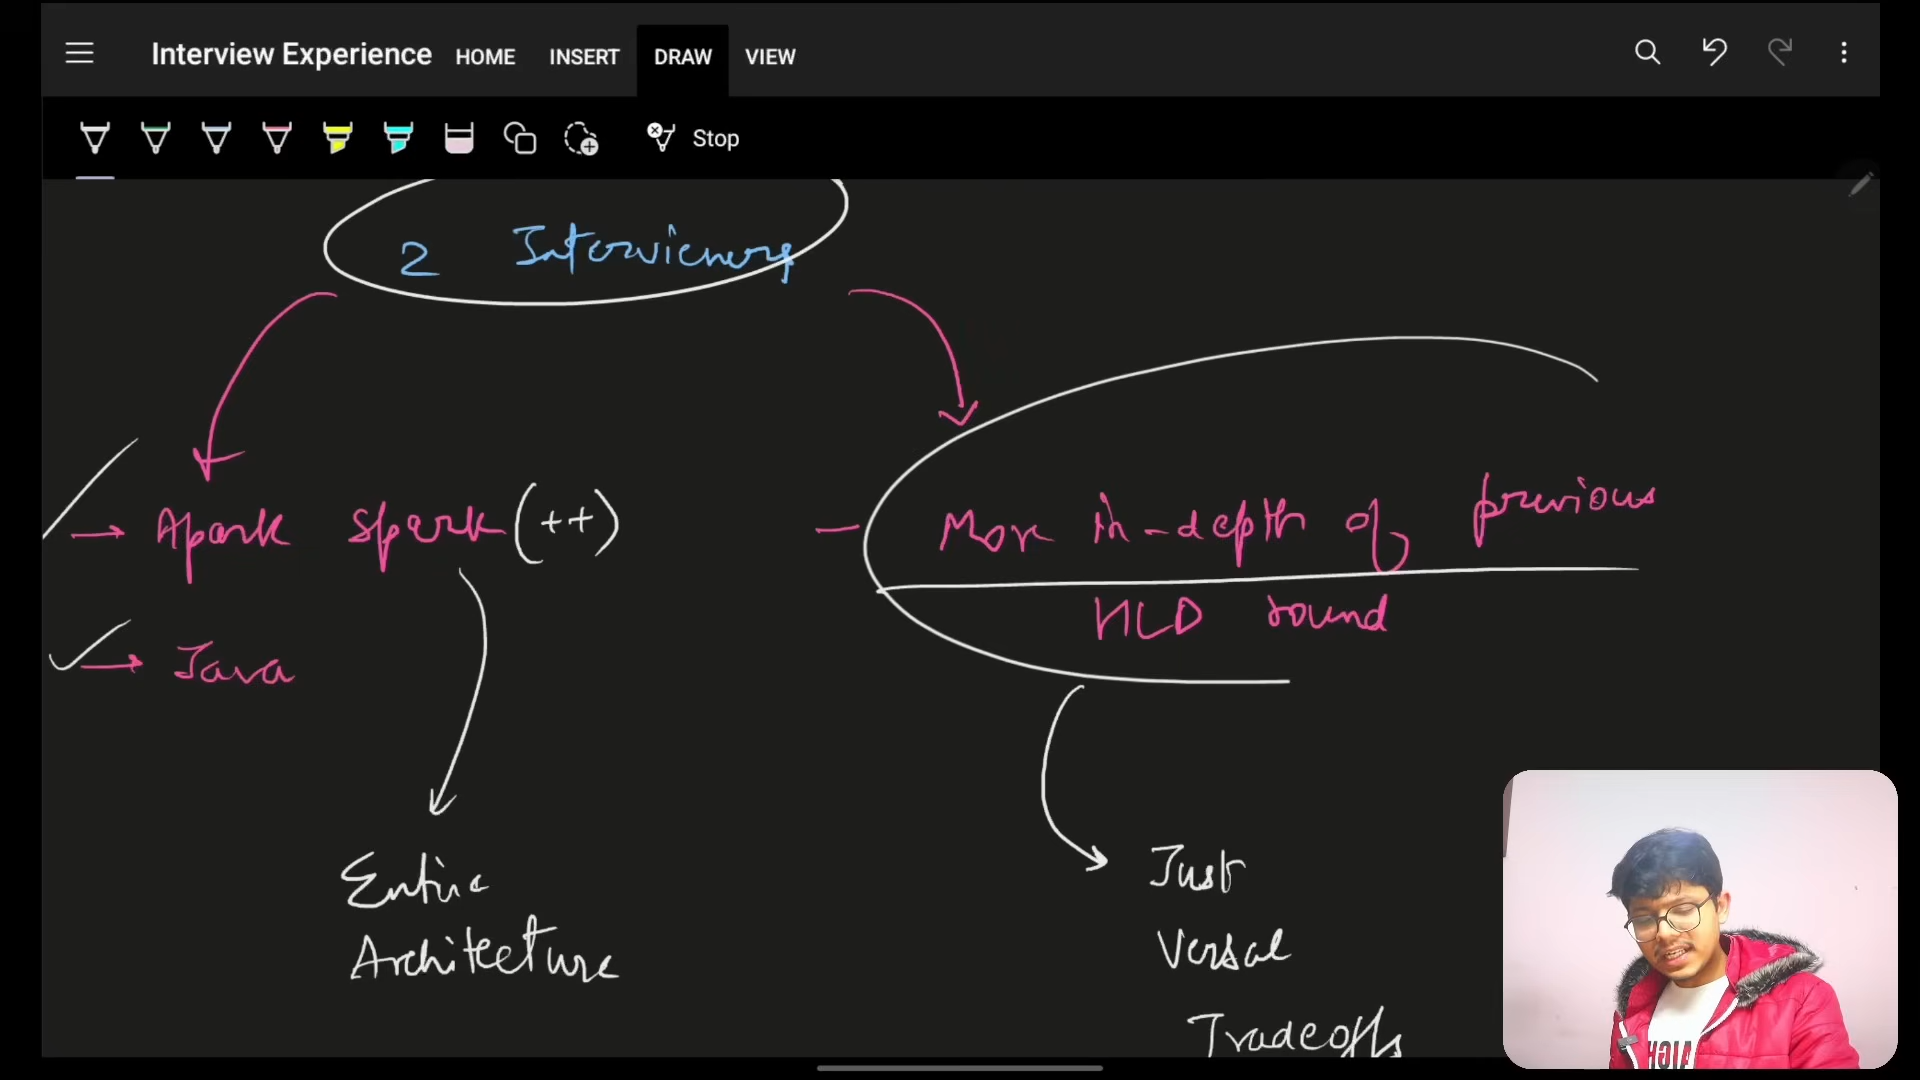 Interview Experience HOME INSERT DRAW VIEW
Stop
2 Interviewers
→ Apark Spark (++)
→ Java
Entire
Architecture
- More in-depth of previous
HLD round
Just
Versal
Tradeoffs